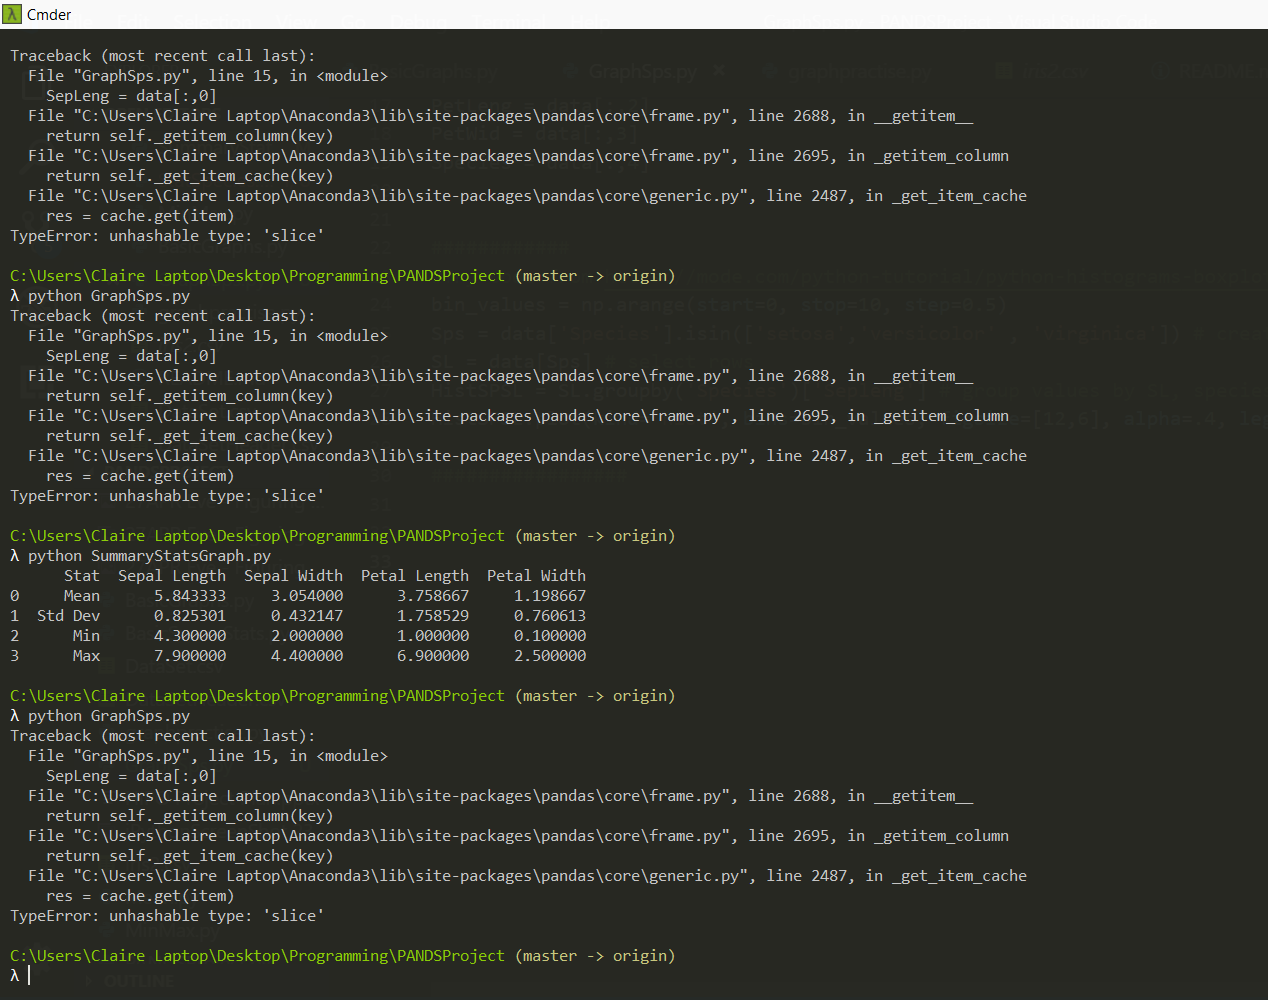 Cmder
Traceback (most recent call last):
  File "GraphSps.py", line 15, in <module>
    SepLeng = data[:,0]
  File "C:\Users\Claire Laptop\Anaconda3\lib\site-packages\pandas\core\frame.py", line 2688, in __getitem__
    return self._getitem_column(key)
  File "C:\Users\Claire Laptop\Anaconda3\lib\site-packages\pandas\core\frame.py", line 2695, in _getitem_column
    return self._get_item_cache(key)
  File "C:\Users\Claire Laptop\Anaconda3\lib\site-packages\pandas\core\generic.py", line 2487, in _get_item_cache
    res = cache.get(item)
TypeError: unhashable type: 'slice'
C:\Users\Claire Laptop\Desktop\Programming\PANDSProject (master -> origin)
λ python GraphSps.py
Traceback (most recent call last):
  File "GraphSps.py", line 15, in <module>
    SepLeng = data[:,0]
  File "C:\Users\Claire Laptop\Anaconda3\lib\site-packages\pandas\core\frame.py", line 2688, in __getitem__
    return self._getitem_column(key)
  File "C:\Users\Claire Laptop\Anaconda3\lib\site-packages\pandas\core\frame.py", line 2695, in _getitem_column
    return self._get_item_cache(key)
  File "C:\Users\Claire Laptop\Anaconda3\lib\site-packages\pandas\core\generic.py", line 2487, in _get_item_cache
    res = cache.get(item)
TypeError: unhashable type: 'slice'
C:\Users\Claire Laptop\Desktop\Programming\PANDSProject (master -> origin)
λ python SummaryStatsGraph.py
      Stat  Sepal Length  Sepal Width  Petal Length  Petal Width
0     Mean      5.843333     3.054000      3.758667     1.198667
1  Std Dev      0.825301     0.432147      1.758529     0.760613
2      Min      4.300000     2.000000      1.000000     0.100000
3      Max      7.900000     4.400000      6.900000     2.500000
C:\Users\Claire Laptop\Desktop\Programming\PANDSProject (master -> origin)
λ python GraphSps.py
Traceback (most recent call last):
  File "GraphSps.py", line 15, in <module>
    SepLeng = data[:,0]
  File "C:\Users\Claire Laptop\Anaconda3\lib\site-packages\pandas\core\frame.py", line 2688, in __getitem__
    return self._getitem_column(key)
  File "C:\Users\Claire Laptop\Anaconda3\lib\site-packages\pandas\core\frame.py", line 2695, in _getitem_column
    return self._get_item_cache(key)
  File "C:\Users\Claire Laptop\Anaconda3\lib\site-packages\pandas\core\generic.py", line 2487, in _get_item_cache
    res = cache.get(item)
TypeError: unhashable type: 'slice'
C:\Users\Claire Laptop\Desktop\Programming\PANDSProject (master -> origin)
λ